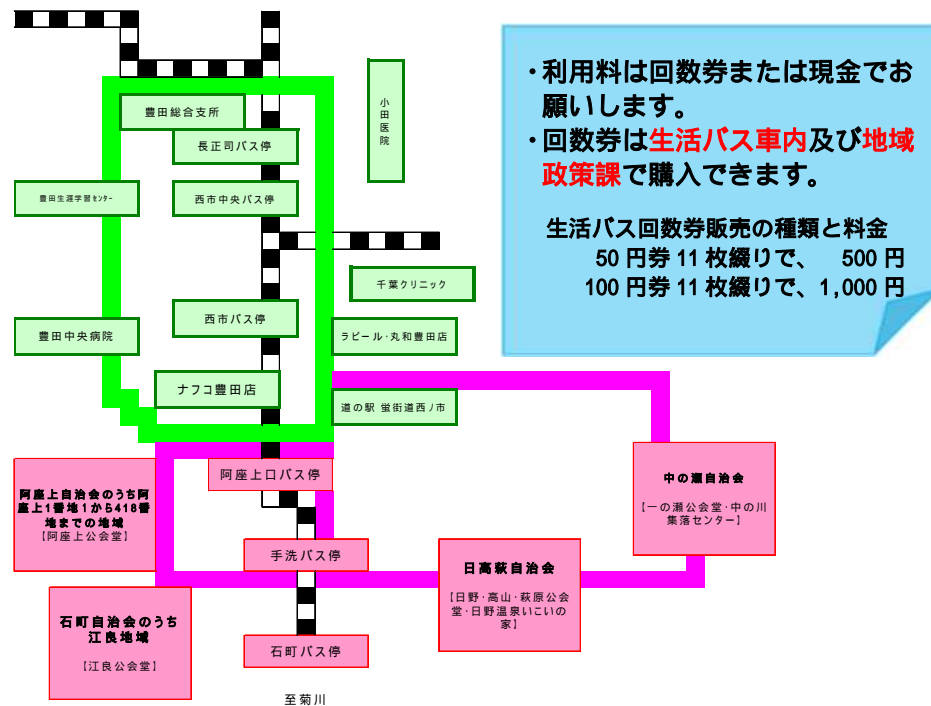 ・利用料は回数券または現金でお
願いします。
・回数券は生活バス車内及び地域
政策課で購入できます。
生活バス回数券販売の種類と料金
50円券11枚綴りで、 500円
100円券11枚綴りで、1,000円
小田医院
豊田総合支所
長正司バス停
豊田生涯学習センター
西市中央バス停
千葉クリニック
西市バス停
豊田中央病院
ラピール・丸和豊田店
ナフコ豊田店
道の駅 蛍街道西ノ市
阿座上口バス停
阿座上自治会のうち阿
座上1番地1から418番
地までの地域
【阿座上公会堂】
中の瀬自治会
【一の瀬公会堂・中の川
集落センター】
手洗バス停
日高萩自治会
【日野・高山・萩原公会
堂・日野温泉いこいの
家】
石町自治会のうち
江良地域
【江良公会堂】
石町バス停
至菊川